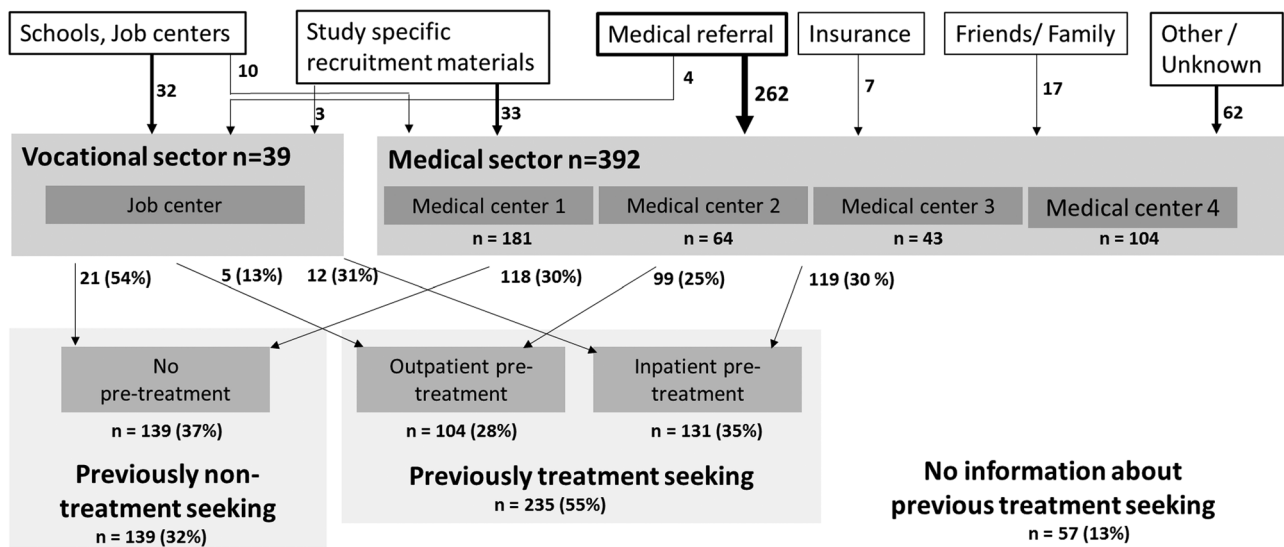 Schools, Job centers
Study specific
recruitment materials
Medical referral
Insurance
Friends/ Family
Other /
Unknown
32
10
3
33
4
262
7
17
62
Vocational sector n=39
Job center
Medical sector n=392
Medical center 1
Medical center 2
Medical center 3
Medical center 4
n = 181
n = 64
n = 43
n = 104
21 (54%)
5 (13%)
12 (31%)
118 (30%)
99 (25%)
119 (30 %)
No
pre-treatment
Outpatient pre-
treatment
Inpatient pre-
treatment
n = 139 (37%)
n = 104 (28%)
n = 131 (35%)
Previously non-
treatment seeking
n = 139 (32%)
Previously treatment seeking
n = 235 (55%)
No information about
previous treatment seeking
n = 57 (13%)